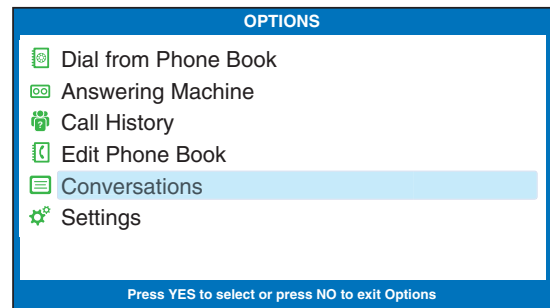 OPTIONS
Dial from Phone Book
Answering Machine
Call History
Edit Phone Book
Conversations
Settings
Press YES to select or press NO to exit Options